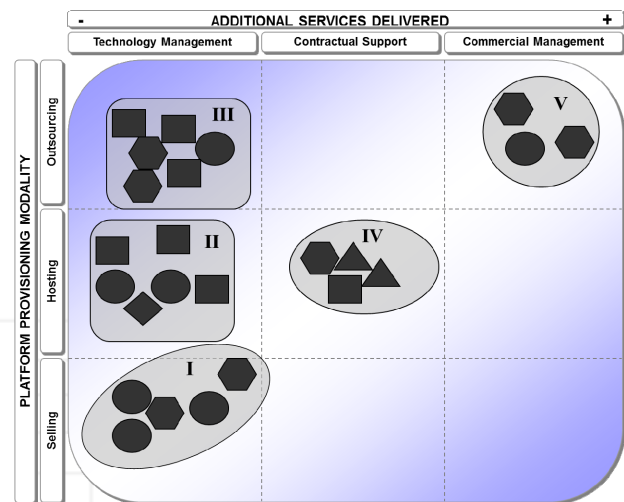 - ADDITIONAL SERVICES DELIVERED +
Technology Management Contractual Support Commercial Management
PLATFORM PROVISIONING MODALITY
Outsourcing
III
V
Hosting
II
IV
Selling
I